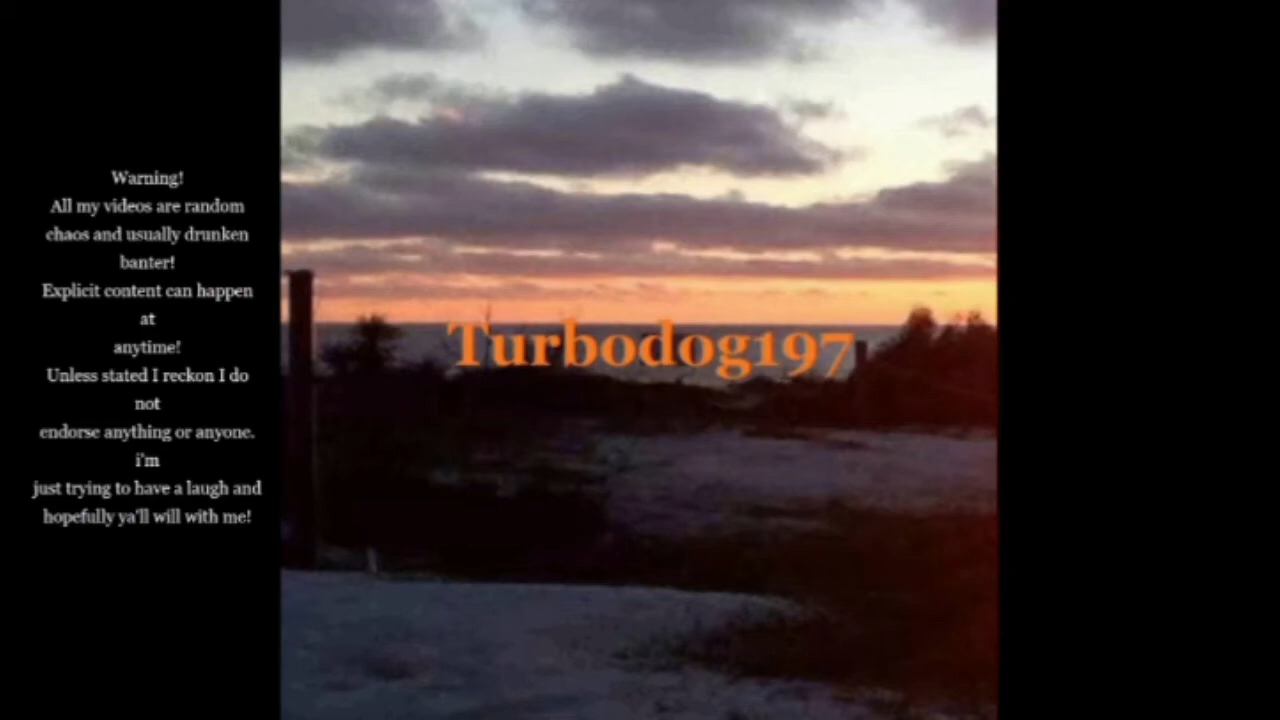 Warning!
All my videos are random
chaos and usually drunken
banter!
Explicit content can happen
at
anytime!
Unless stated I reckon I do
not
endorse anything or anyone.
i'm
just trying to have a laugh and
hopefully ya'll will with me!
Turbodog197